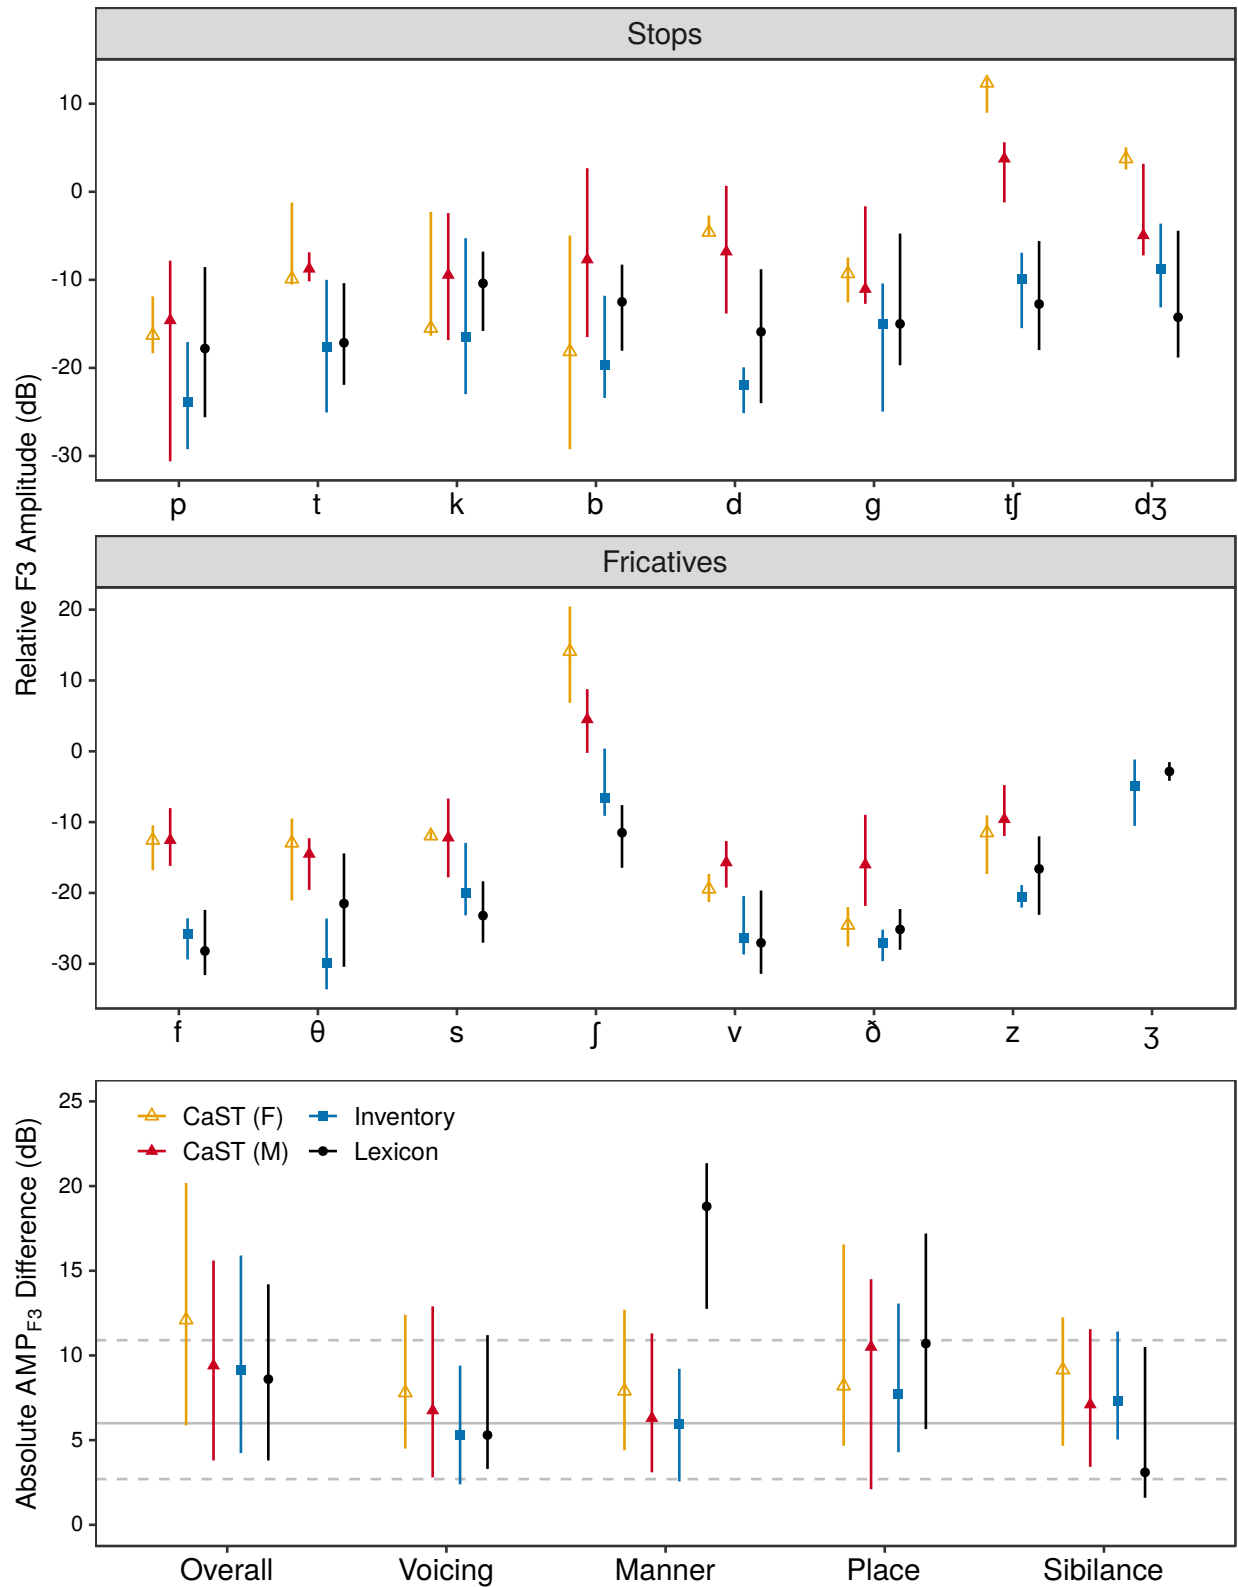 Stops
Relative F3 Amplitude (dB)
10
0
-10
-20
-30
p t k b d g tʃ dʒ
Fricatives
20
10
0
-10
-20
-30
f θ s ʃ v ð z ʒ
Absolute AMP_F3 Difference (dB)
25
20
15
10
5
0
CaST (F) Inventory
CaST (M) Lexicon
Overall Voicing Manner Place Sibilance